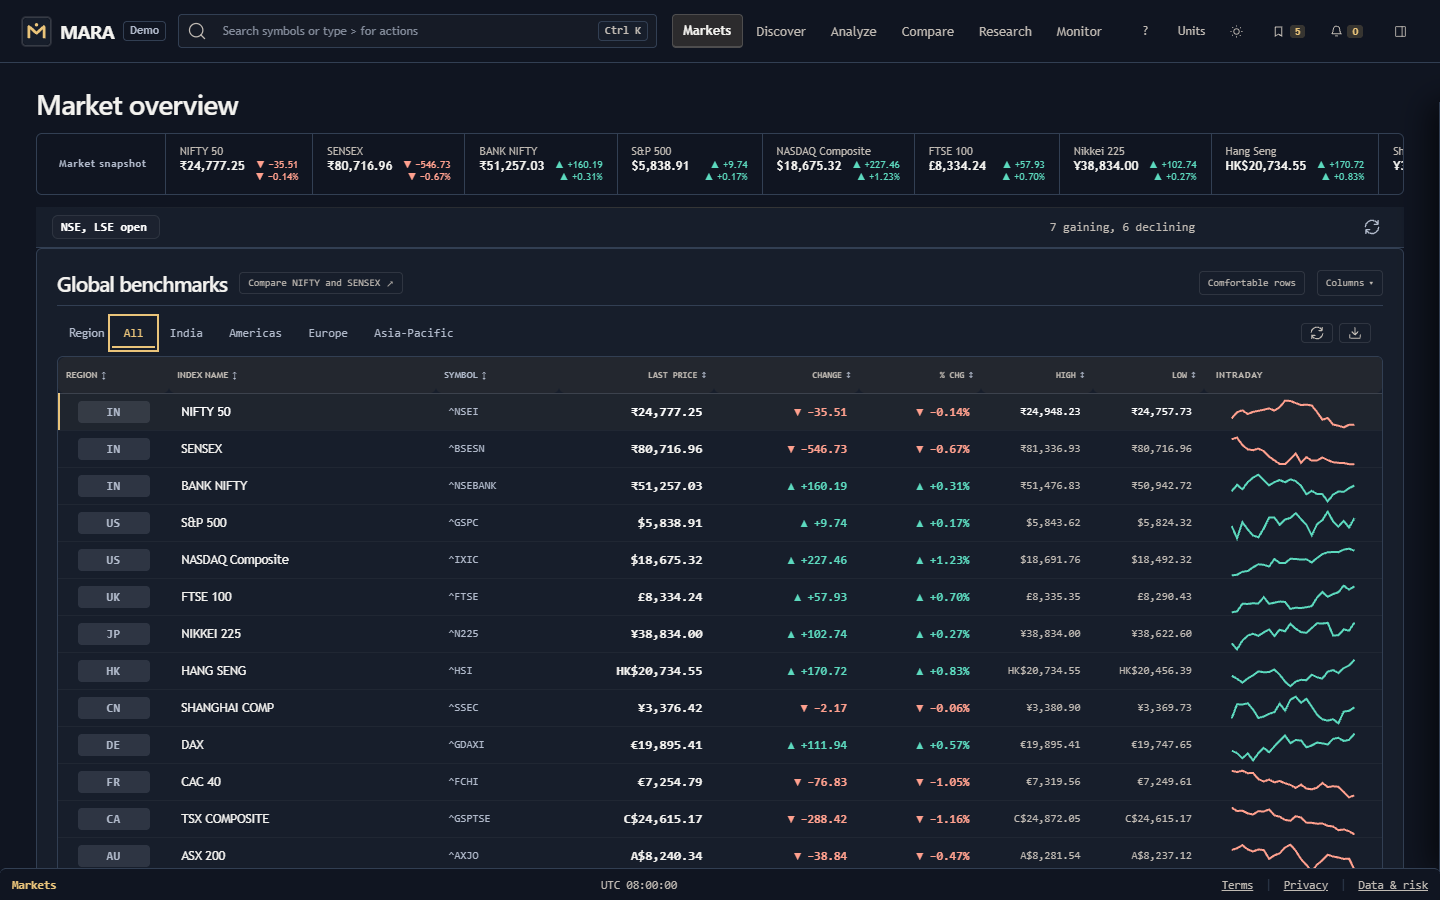 MARA Demo Search symbols or type > for actions Ctrl K Markets Discover Analyze Compare Research Monitor ? Units 5 0
Market overview
Market snapshot
NIFTY 50
₹24,777.25 ▼ −35.51
▼ −0.14%
SENSEX
₹80,716.96 ▼ −546.73
▼ −0.67%
BANK NIFTY
₹51,257.03 ▲ +160.19
▲ +0.31%
S&P 500
$5,838.91 ▲ +9.74
▲ +0.17%
NASDAQ Composite
$18,675.32 ▲ +227.46
▲ +1.23%
FTSE 100
£8,334.24 ▲ +57.93
▲ +0.70%
Nikkei 225
¥38,834.00 ▲ +102.74
▲ +0.27%
Hang Seng
HK$20,734.55 ▲ +170.72
▲ +0.83%
NSE, LSE open 7 gaining, 6 declining
Global benchmarks Compare NIFTY and SENSEX ↗ Comfortable rows Columns ▾
Region All India Americas Europe Asia-Pacific
REGION ↕ INDEX NAME ↕ SYMBOL ↕ LAST PRICE ↕ CHANGE ↕ % CHG ↕ HIGH ↕ LOW ↕ INTRADAY
IN NIFTY 50 ^NSEI ₹24,777.25 ▼ −35.51 ▼ −0.14% ₹24,948.23 ₹24,757.73
IN SENSEX ^BSESN ₹80,716.96 ▼ −546.73 ▼ −0.67% ₹81,336.93 ₹80,716.96
IN BANK NIFTY ^NSEBANK ₹51,257.03 ▲ +160.19 ▲ +0.31% ₹51,476.83 ₹50,942.72
US S&P 500 ^GSPC $5,838.91 ▲ +9.74 ▲ +0.17% $5,843.62 $5,824.32
US NASDAQ Composite ^IXIC $18,675.32 ▲ +227.46 ▲ +1.23% $18,691.76 $18,492.32
UK FTSE 100 ^FTSE £8,334.24 ▲ +57.93 ▲ +0.70% £8,335.35 £8,290.43
JP NIKKEI 225 ^N225 ¥38,834.00 ▲ +102.74 ▲ +0.27% ¥38,834.00 ¥38,622.60
HK HANG SENG ^HSI HK$20,734.55 ▲ +170.72 ▲ +0.83% HK$20,734.55 HK$20,456.39
CN SHANGHAI COMP ^SSEC ¥3,376.42 ▼ −2.17 ▼ −0.06% ¥3,380.90 ¥3,369.73
DE DAX ^GDAXI €19,895.41 ▲ +111.94 ▲ +0.57% €19,895.41 €19,747.65
FR CAC 40 ^FCHI €7,254.79 ▼ −76.83 ▼ −1.05% €7,319.56 €7,249.61
CA TSX COMPOSITE ^GSPTSE C$24,615.17 ▼ −288.42 ▼ −1.16% C$24,872.05 C$24,615.17
AU ASX 200 ^AXJO A$8,240.34 ▼ −38.84 ▼ −0.47% A$8,281.54 A$8,237.12
Markets UTC 08:00:00 Terms Privacy Data & risk